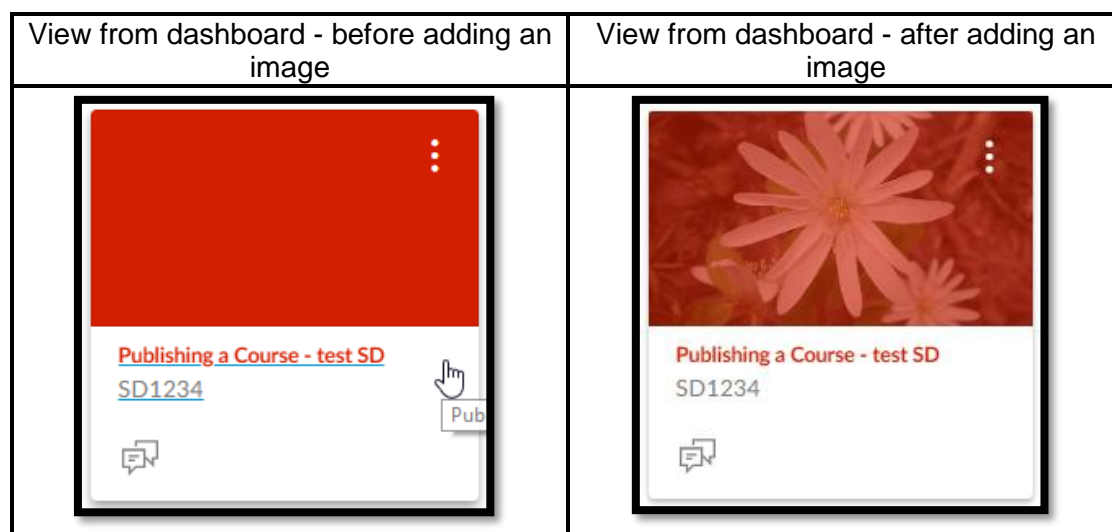 View from dashboard - before adding an
image
View from dashboard - after adding an
image
Publishing a Course - test SD
SD1234
Pub
Publishing a Course - test SD
SD1234